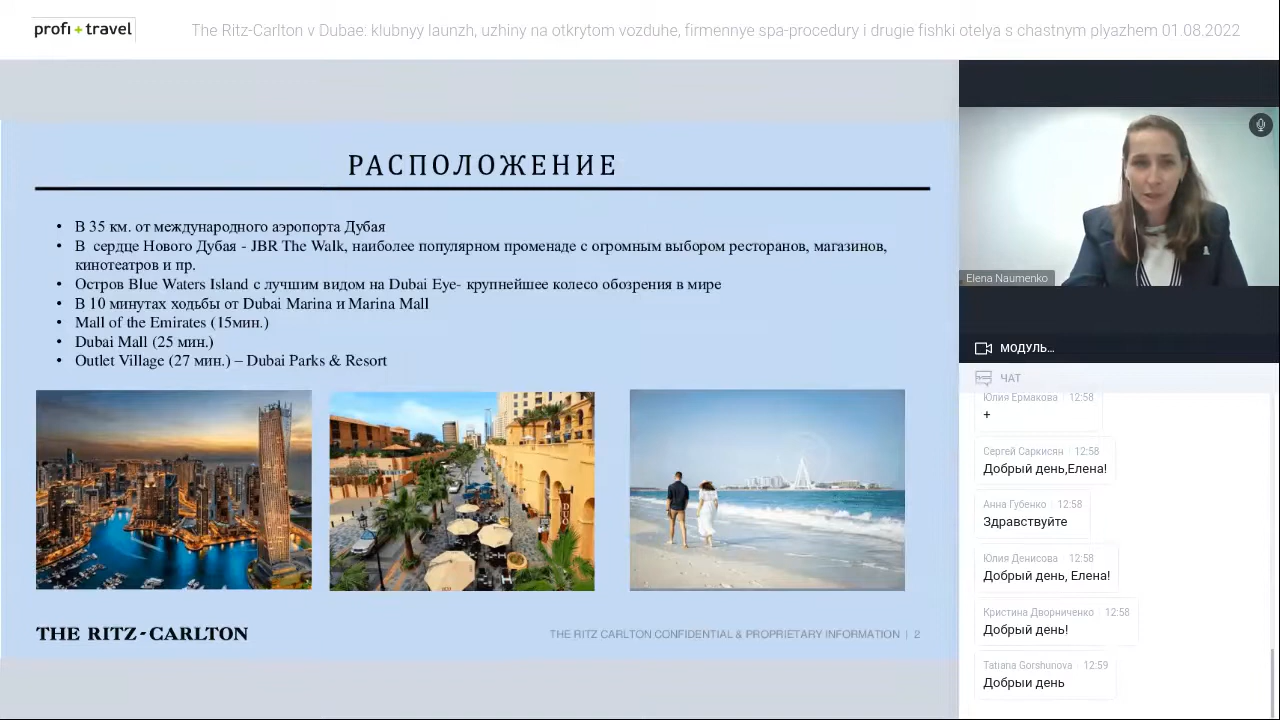 profi+travel
The Ritz-Carlton v Dubae: klubnyy launzh, uzhiny na otkrytom vozduhe, firmennye spa-procedury i drugie fishki otelya s chastnym plyazhem 01.08.2022
РАСПОЛОЖЕНИЕ
• В 35 км. от международного аэропорта Дубая
• В сердце Нового Дубая - JBR The Walk, наиболее популярном променаде с огромным выбором ресторанов, магазинов,
кинотеатров и пр.
• Остров Blue Waters Island с лучшим видом на Dubai Eye- крупнейшее колесо обозрения в мире
• В 10 минутах ходьбы от Dubai Marina и Marina Mall
• Mall of the Emirates (15мин.)
• Dubai Mall (25 мин.)
• Outlet Village (27 мин.) – Dubai Parks & Resort
DUO
THE RITZ-CARLTON
THE RITZ CARLTON CONFIDENTIAL & PROPRIETARY INFORMATION | 2
Elena Naumenko
МОДУЛЬ...
ЧАТ
Юлия Ермакова 12:58
+
Сергей Саркисян 12:58
Добрый день,Елена!
Анна Губенко 12:58
Здравствуйте
Юлия Денисова 12:58
Добрый день, Елена!
Кристина Дворниченко 12:58
Добрый день!
Tatiana Gorshunova 12:59
Добрыи день